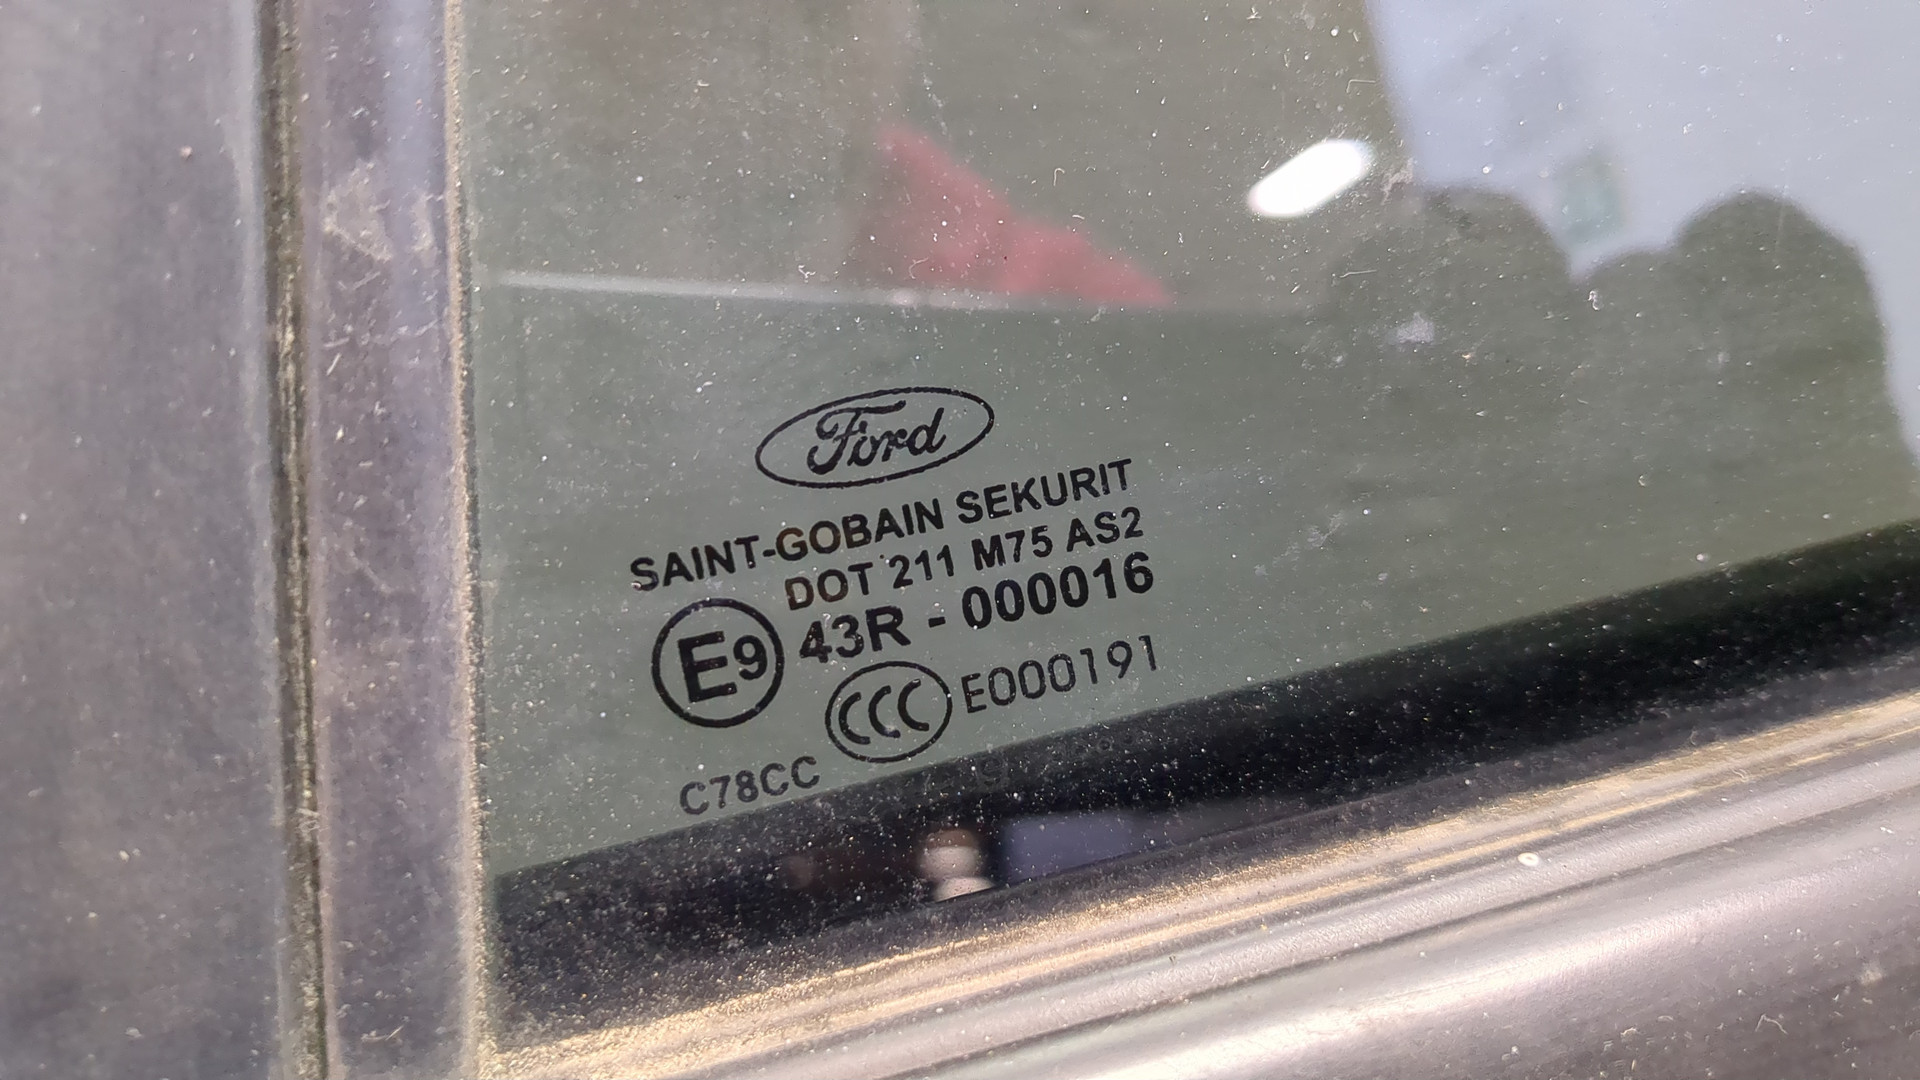 Ford
SAINT-GOBAIN SEKURIT
DOT 211 M75 AS2
E9 43R - 000016
CCC E000191
C78CC